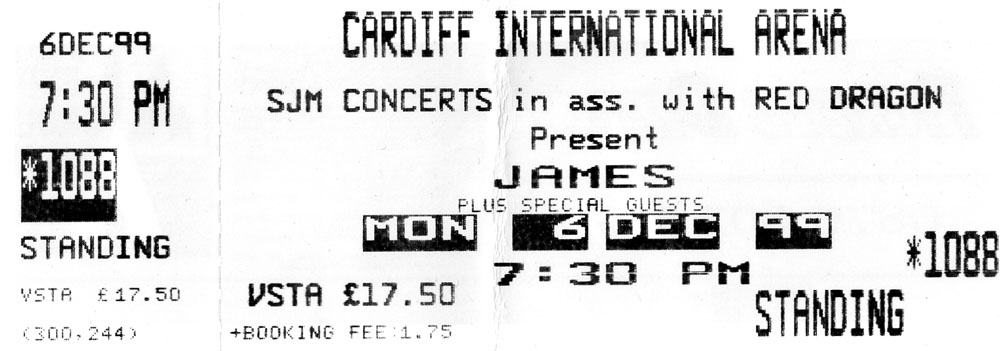 6DEC99
7:30 PM
*1088
STANDING
VSTA £17.50
(300,244)
CARDIFF INTERNATIONAL ARENA
SJM CONCERTS in ass. with RED DRAGON
Present
JAMES
PLUS SPECIAL GUESTS
MON 6 DEC 99
7:30 PM
*1088
VSTA £17.50
STANDING
+BOOKING FEE:1.75